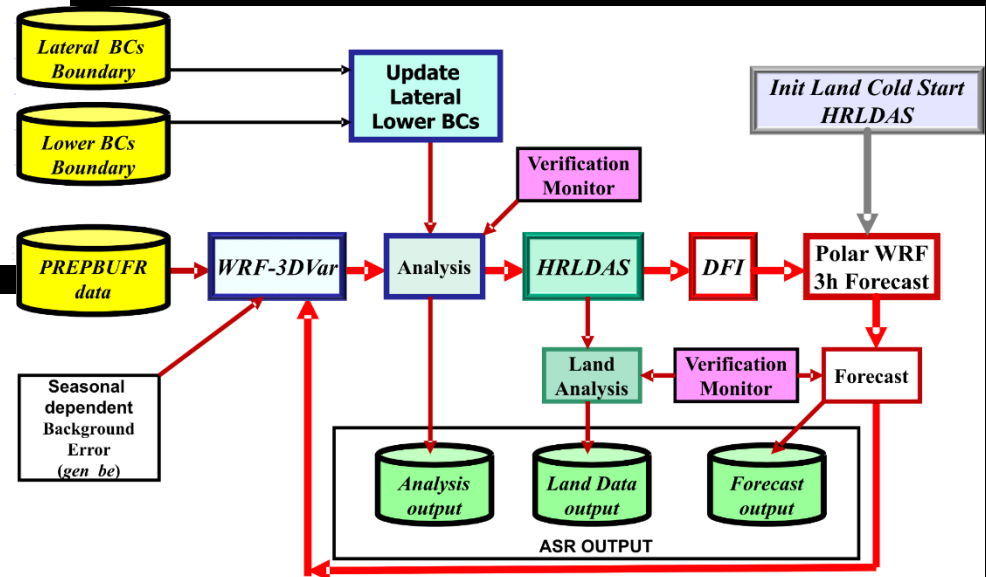 Lateral BCs
Boundary
Update
Lateral
Lower BCs
Init Land Cold Start
HRLDAS
Lower BCs
Boundary
Verification
Monitor
PREPBUFR
data
WRF-3DVar
Analysis
HRLDAS
DFI
Polar WRF
3h Forecast
Seasonal
dependent
Background
Error
(gen_be)
Land
Analysis
Verification
Monitor
Forecast
Analysis
output
Land Data
output
Forecast
output
ASR OUTPUT